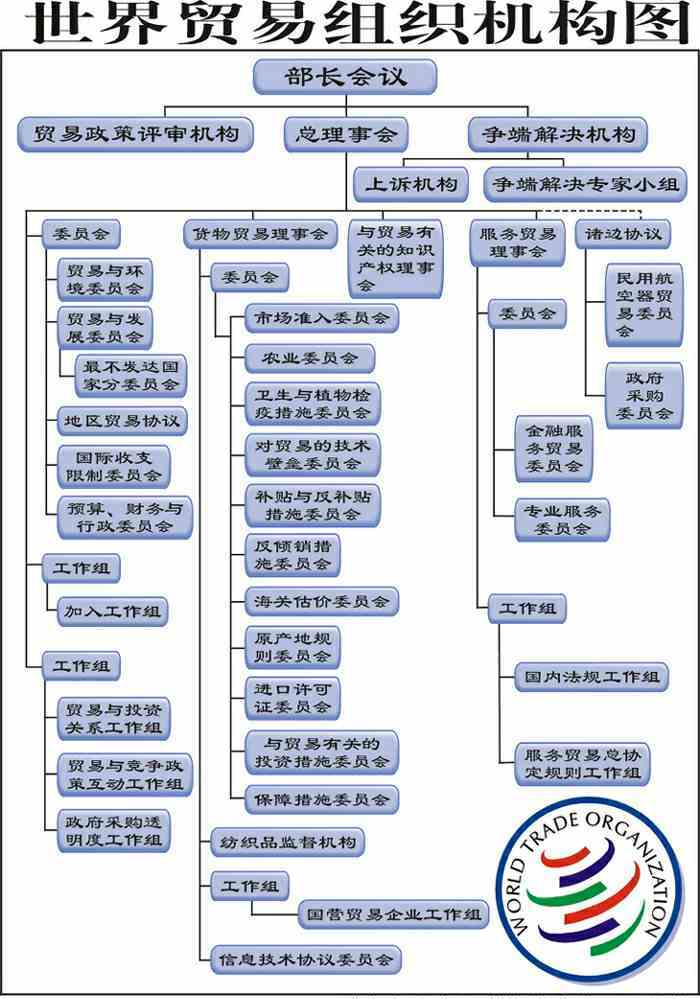 世界贸易组织机构图
部长会议
贸易政策评审机构
总理事会
争端解决机构
上诉机构
争端解决专家小组
委员会
贸易与环
境委员会
贸易与发
展委员会
最不发达国
家分委员会
地区贸易协议
国际收支
限制委员会
预算、财务与
行政委员会
工作组
加入工作组
工作组
贸易与投资
关系工作组
贸易与竞争政
策互动工作组
政府采购透
明度工作组
货物贸易理事会
委员会
市场准入委员会
农业委员会
卫生与植物检
疫措施委员会
对贸易的技术
壁垒委员会
补贴与反补贴
措施委员会
反倾销措
施委员会
海关估价委员会
原产地规
则委员会
进口许可
证委员会
与贸易有关的
投资措施委员会
保障措施委员会
纺织品监督机构
工作组
国营贸易企业工作组
信息技术协议委员会
与贸易有
关的知识
产权理事
会
服务贸易
理事会
委员会
金融服
务贸易
委员会
专业服务
委员会
工作组
国内法规工作组
服务贸易总协
定规则工作组
诸边协议
民用航
空器贸
易委员
会
政府
采购
委员会
WORLD TRADE ORGANIZATION